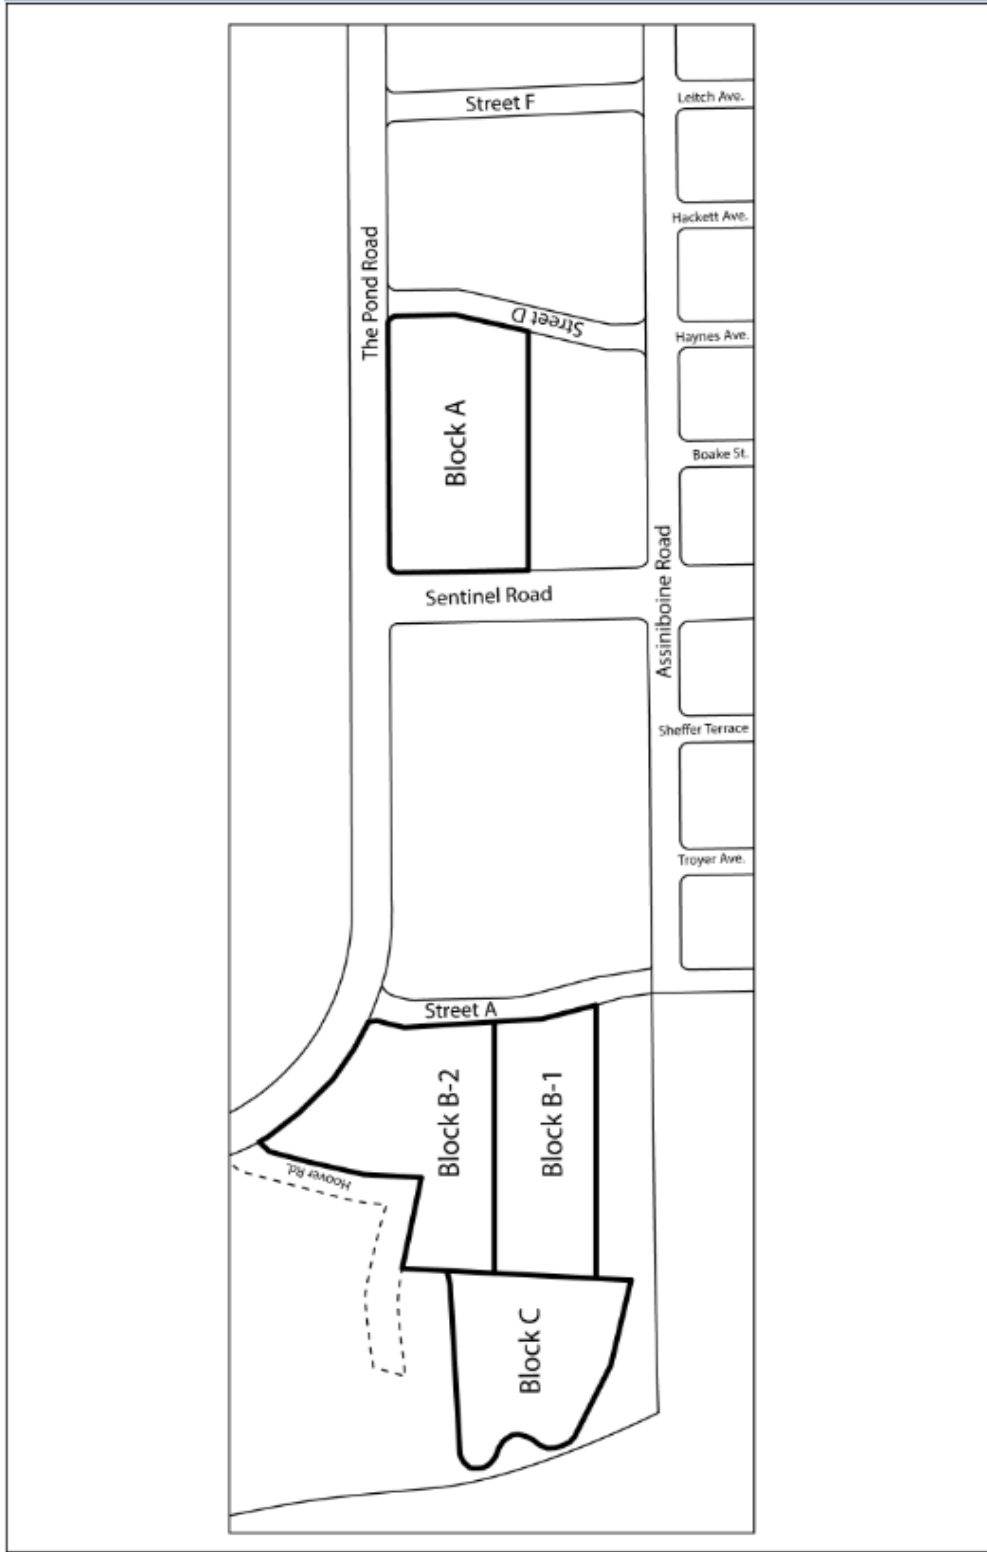 Street F
Leitch Ave.
Hackett Ave.
The Pond Road
Street D
Haynes Ave.
Block A
Boake St.
Assiniboine Road
Sentinel Road
Sheffer Terrace
Troyer Ave.
Street A
Block B-2
Block B-1
Hoover Rd.
Block C